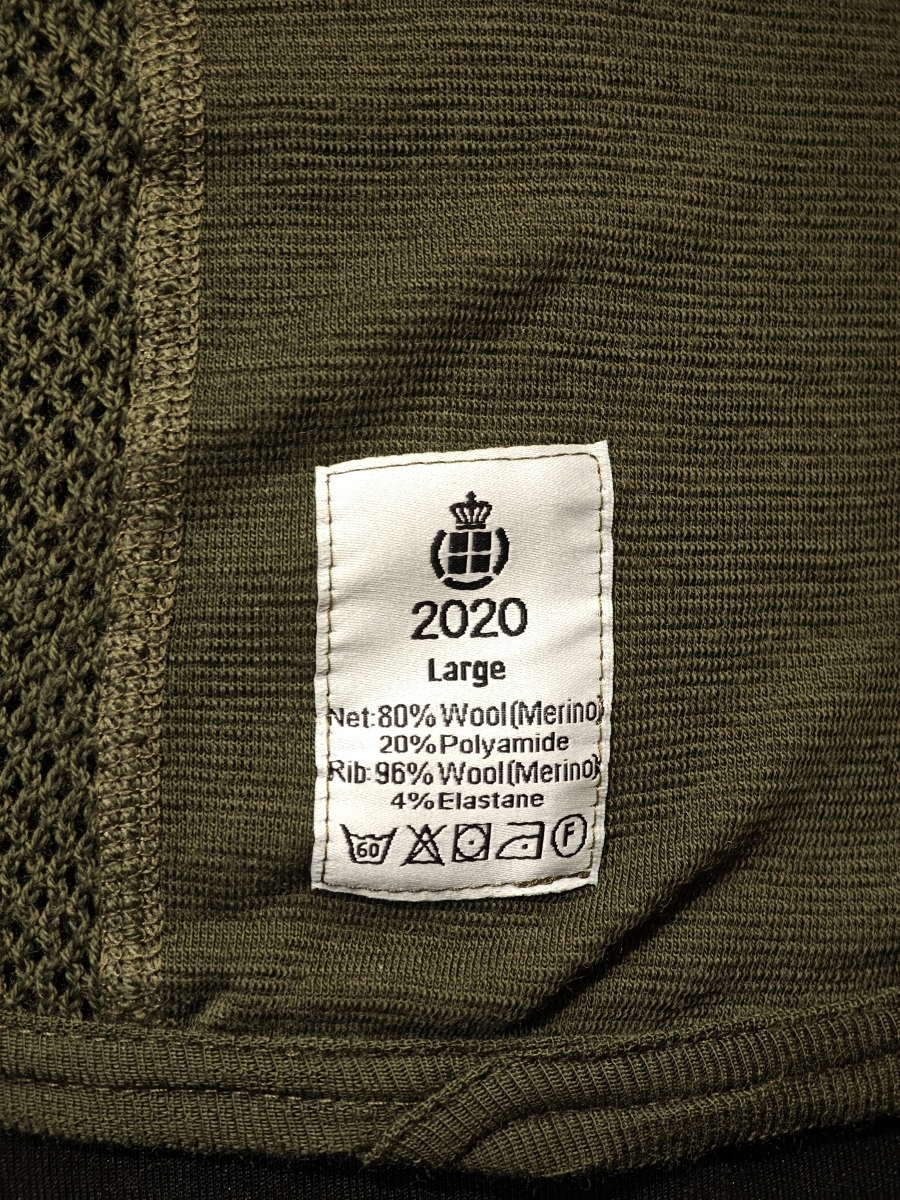 2020
Large
Net:80% Wool(Merino)
20% Polyamide
Rib:96% Wool(Merino)
4% Elastane
60 F